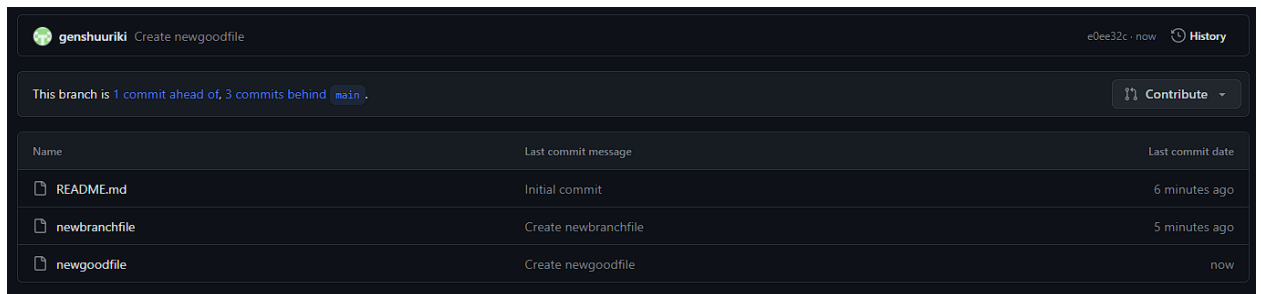 genshuuriki Create newgoodfile e0ee32c · now History
This branch is 1 commit ahead of, 3 commits behind main.
Contribute
Name Last commit message Last commit date
README.md Initial commit 6 minutes ago
newbranchfile Create newbranchfile 5 minutes ago
newgoodfile Create newgoodfile now